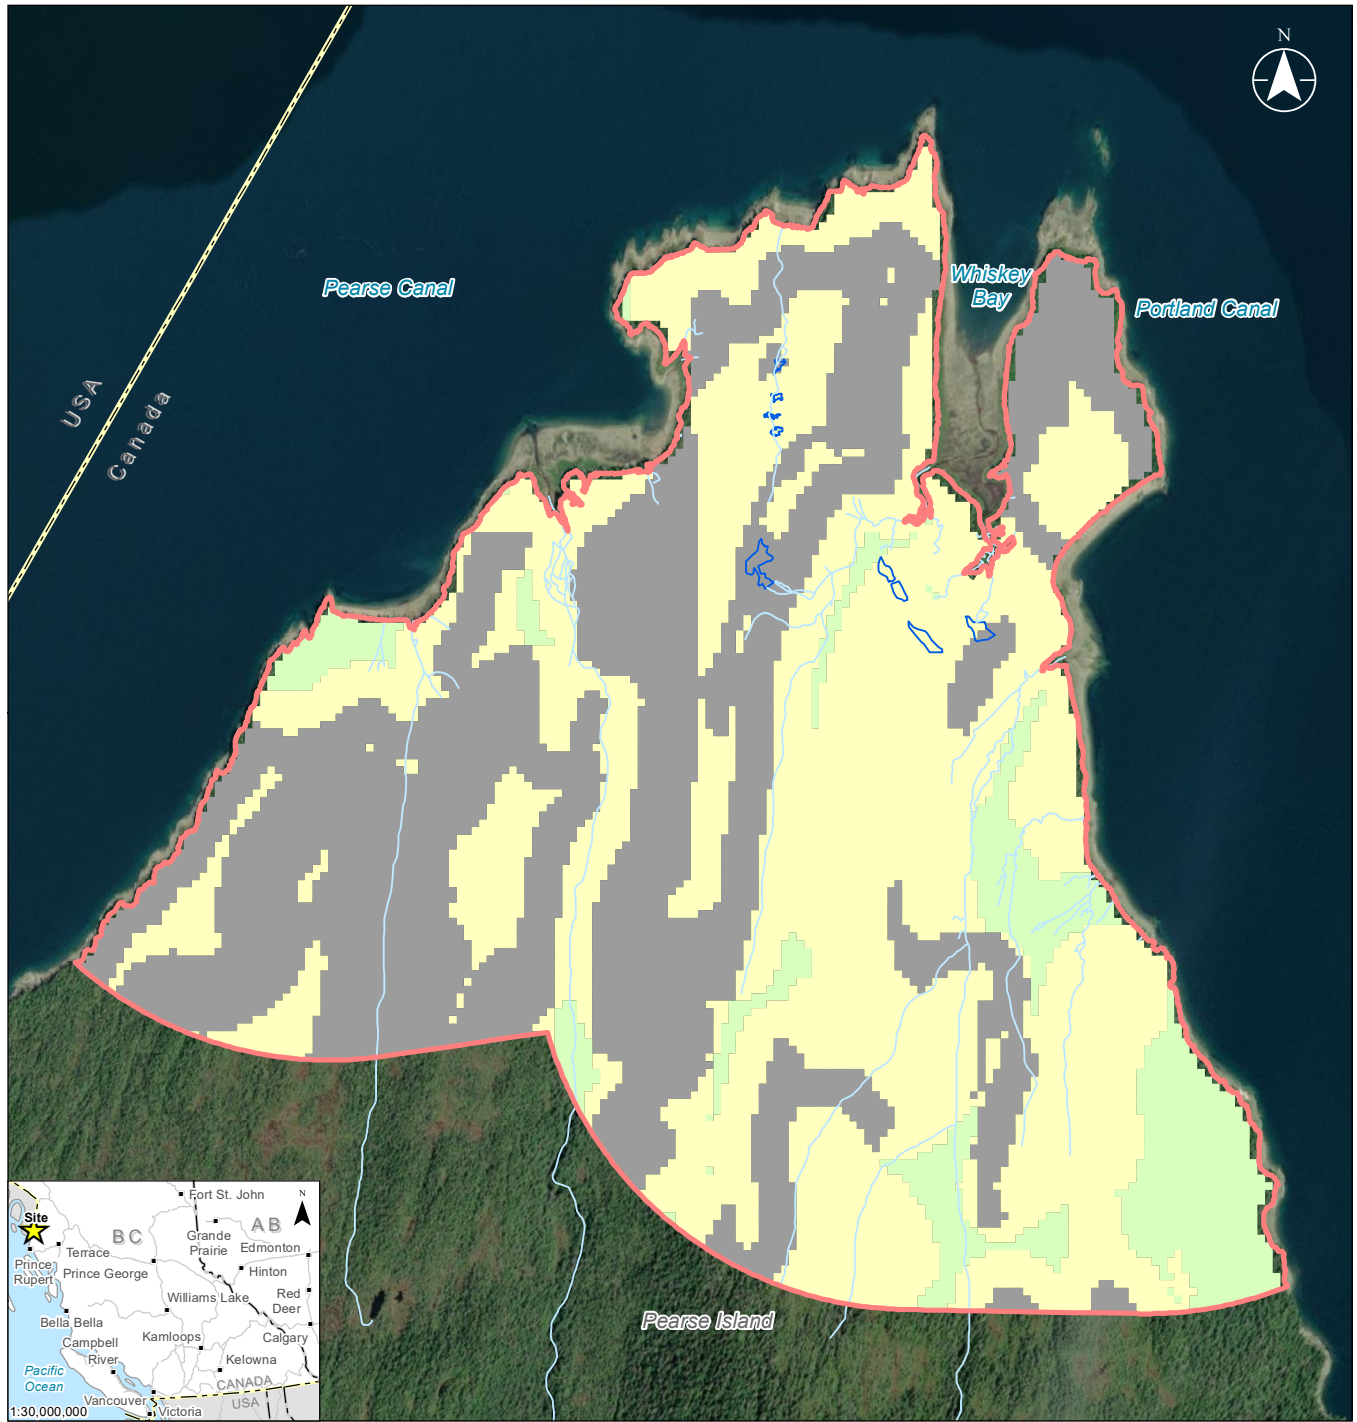 N
Pearse Canal
Whiskey
Bay
Portland Canal
USA
Canada
Pearse Island
Fort St. John
N
Site
BC
AB
Grande
Prairie
Edmonton
Terrace
Prince
Rupert
Prince George
Hinton
Williams Lake
Red
Deer
Bella Bella
Campbell
River
Kamloops
Calgary
Kelowna
Pacific
Ocean
CANADA
USA
Vancouver
Victoria
1:30,000,000